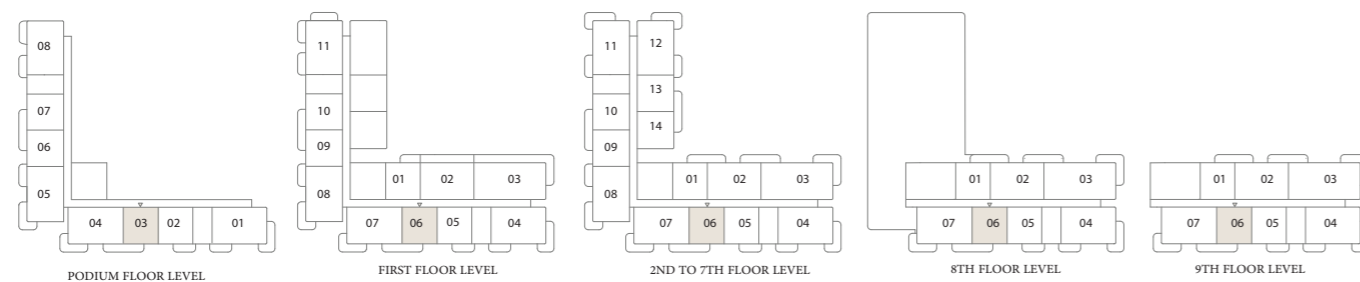 08
07
06
05
04 03 02 01
PODIUM FLOOR LEVEL
11
10
09
08
01 02 03
07 06 05 04
FIRST FLOOR LEVEL
11 12
13
10
14
09
08
01 02 03
07 06 05 04
2ND TO 7TH FLOOR LEVEL
01 02 03
07 06 05 04
8TH FLOOR LEVEL
01 02 03
07 06 05 04
9TH FLOOR LEVEL